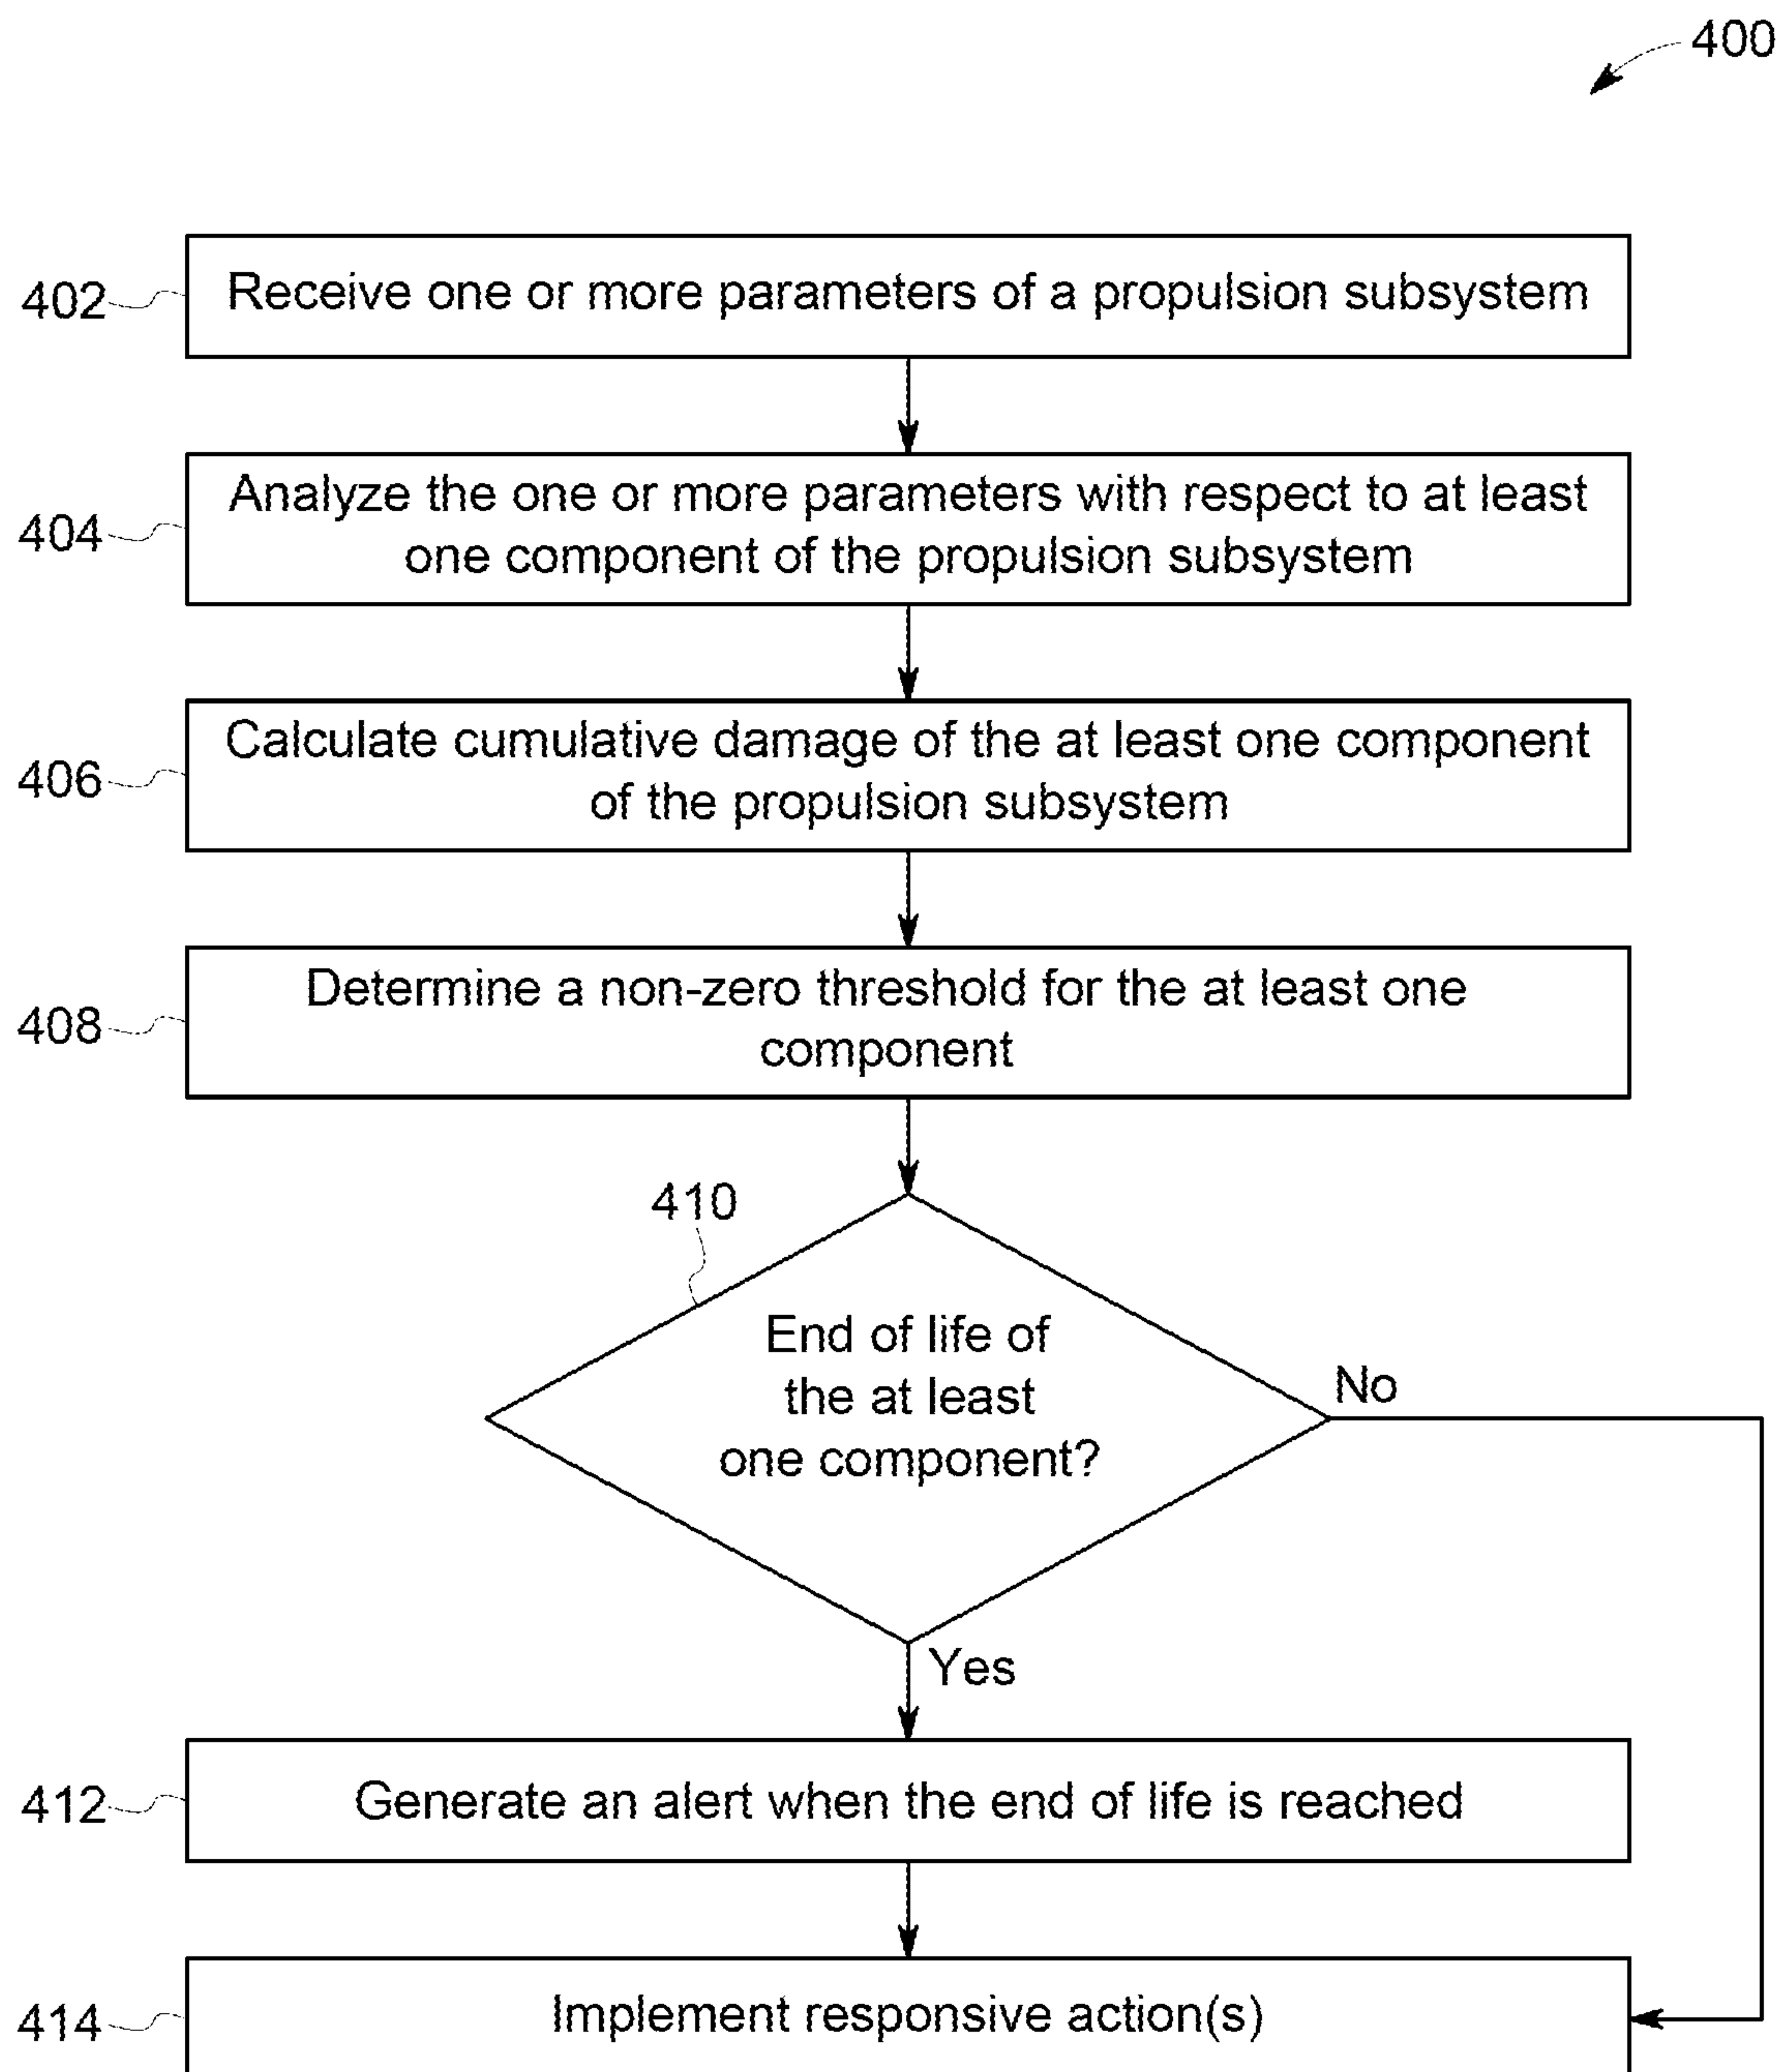 400
402
Receive one or more parameters of a propulsion subsystem
404
Analyze the one or more parameters with respect to at least
one component of the propulsion subsystem
406
Calculate cumulative damage of the at least one component
of the propulsion subsystem
408
Determine a non-zero threshold for the at least one
component
410
End of life of
the at least
one component?
No
Yes
412
Generate an alert when the end of life is reached
414
Implement responsive action(s)